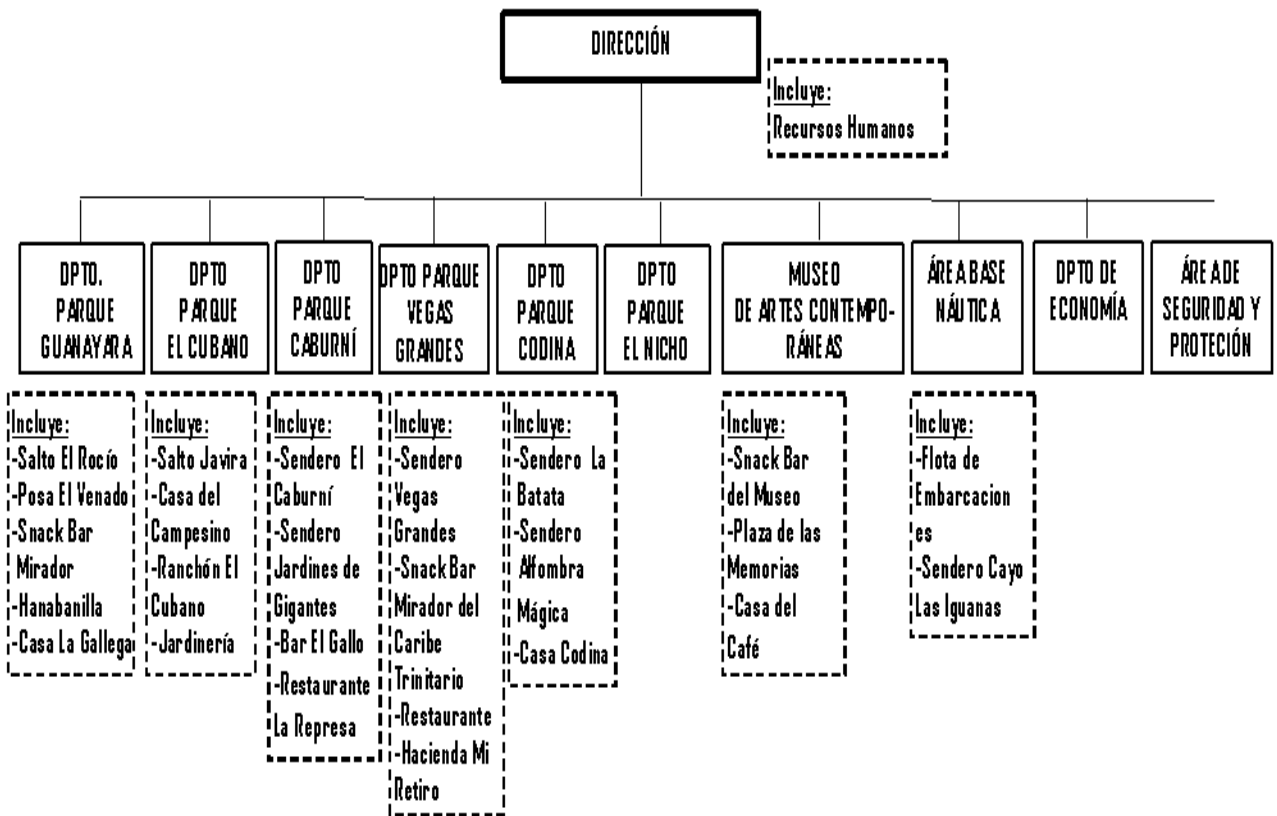 DIRECCIÓN
Incluye:
Recursos Humanos
DPTO.
PARQUE
GUANAYARA
DPTO
PARQUE
EL CUBANO
DPTO
PARQUE
CABURNÍ
DPTO PARQUE
VEGAS
GRANDES
DPTO
PARQUE
CODINA
DPTO
PARQUE
EL NICHO
MUSEO
DE ARTES CONTEMPO-
RÁNEAS
ÁREA BASE
NÁUTICA
DPTO DE
ECONOMÍA
ÁREA DE
SEGURIDAD Y
PROTECIÓN
Incluye:
-Salto El Rocío
-Posa El Venado
-Snack Bar
Mirador
-Hanabanilla
-Casa La Gallega
Incluye:
-Salto Javira
-Casa del
Campesino
-Ranchón El
Cubano
-Jardinería
Incluye:
-Sendero El
Caburní
-Sendero
Jardines de
Gigantes
-Bar El Gallo
-Restaurante
La Represa
Incluye:
-Sendero
Vegas
Grandes
-Snack Bar
Mirador del
Caribe
Trinitario
-Restaurante
-Hacienda Mi
Retiro
Incluye:
-Sendero La
Batata
-Sendero
Alfombra
Mágica
-Casa Codina
Incluye:
-Snack Bar
del Museo
-Plaza de las
Memorias
-Casa del
Café
Incluye:
-Flota de
Embarcacion
es
-Sendero Cayo
Las Iguanas